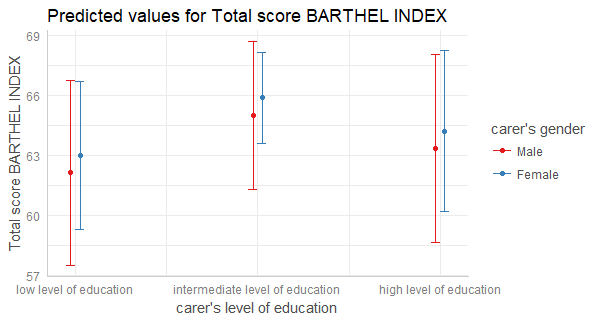 Predicted values for Total score BARTHEL INDEX
Total score BARTHEL INDEX
69
66
63
60
57
low level of education
intermediate level of education
high level of education
carer's level of education
carer's gender
Male
Female